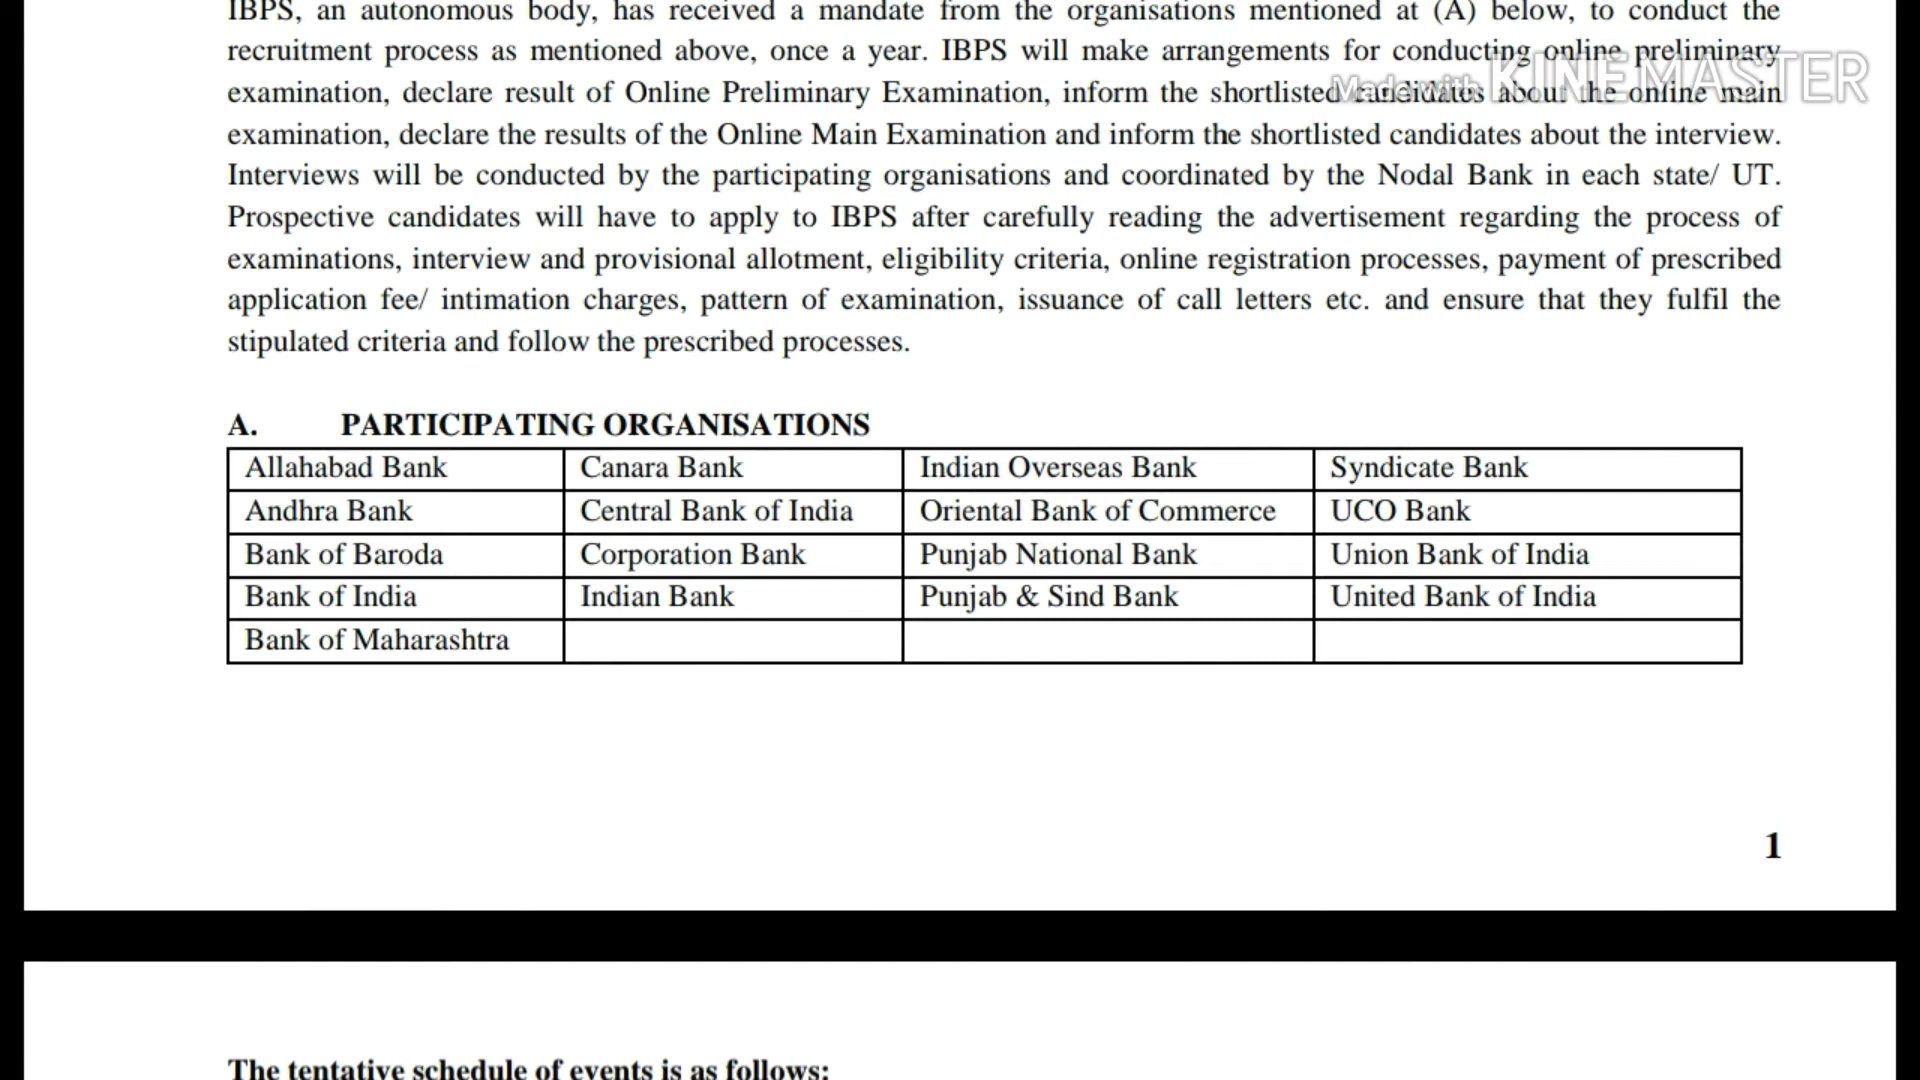 IBPS, an autonomous body, has received a mandate from the organisations mentioned at (A) below, to conduct the
recruitment process as mentioned above, once a year. IBPS will make arrangements for conducting online preliminary
Made with KINEMASTER
examination, declare result of Online Preliminary Examination, inform the shortlisted candidates about the online main
examination, declare the results of the Online Main Examination and inform the shortlisted candidates about the interview.
Interviews will be conducted by the participating organisations and coordinated by the Nodal Bank in each state/ UT.
Prospective candidates will have to apply to IBPS after carefully reading the advertisement regarding the process of
examinations, interview and provisional allotment, eligibility criteria, online registration processes, payment of prescribed
application fee/ intimation charges, pattern of examination, issuance of call letters etc. and ensure that they fulfil the
stipulated criteria and follow the prescribed processes.
A. PARTICIPATING ORGANISATIONS
Allahabad Bank Canara Bank Indian Overseas Bank Syndicate Bank
Andhra Bank Central Bank of India Oriental Bank of Commerce UCO Bank
Bank of Baroda Corporation Bank Punjab National Bank Union Bank of India
Bank of India Indian Bank Punjab & Sind Bank United Bank of India
Bank of Maharashtra
1
The tentative schedule of events is as follows: